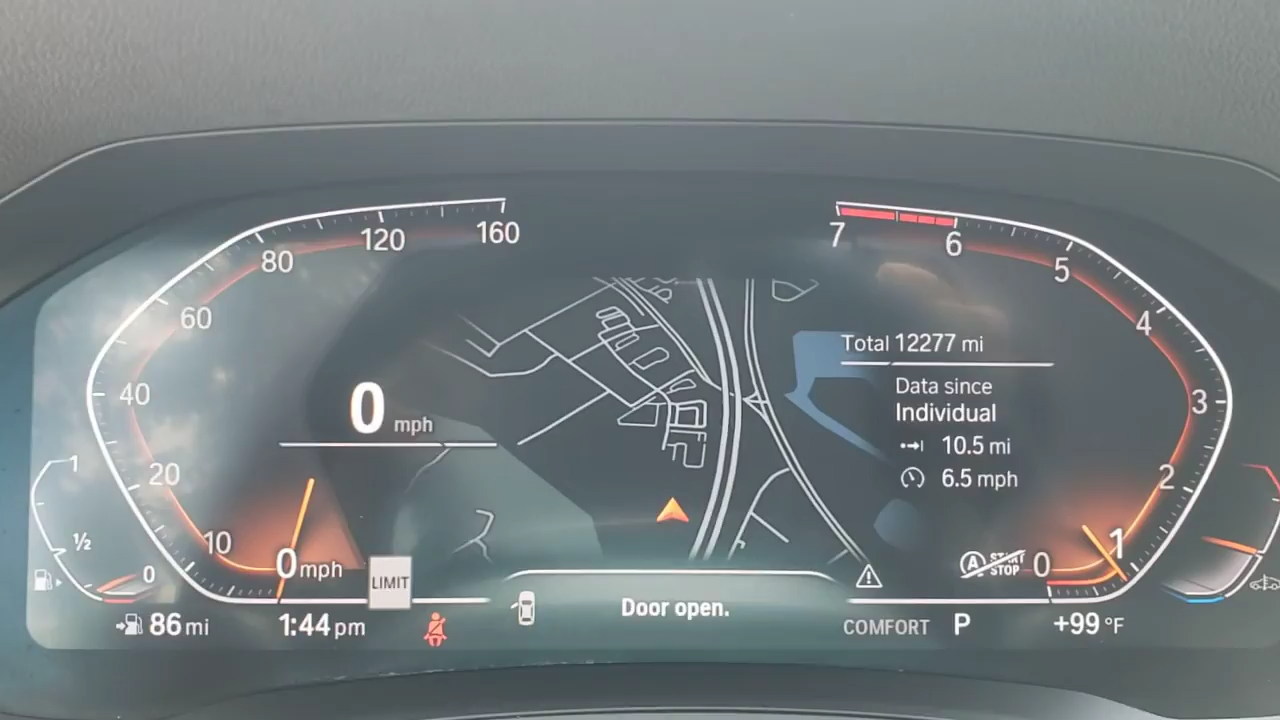 160
120
80
60
40
20
10
0 mph
0 mph
LIMIT
1
1/2
0
86 mi
1:44 pm
Door open.
7
6
5
4
3
2
1
0
Total 12277 mi
Data since
Individual
10.5 mi
6.5 mph
A START STOP
COMFORT P
+99 °F